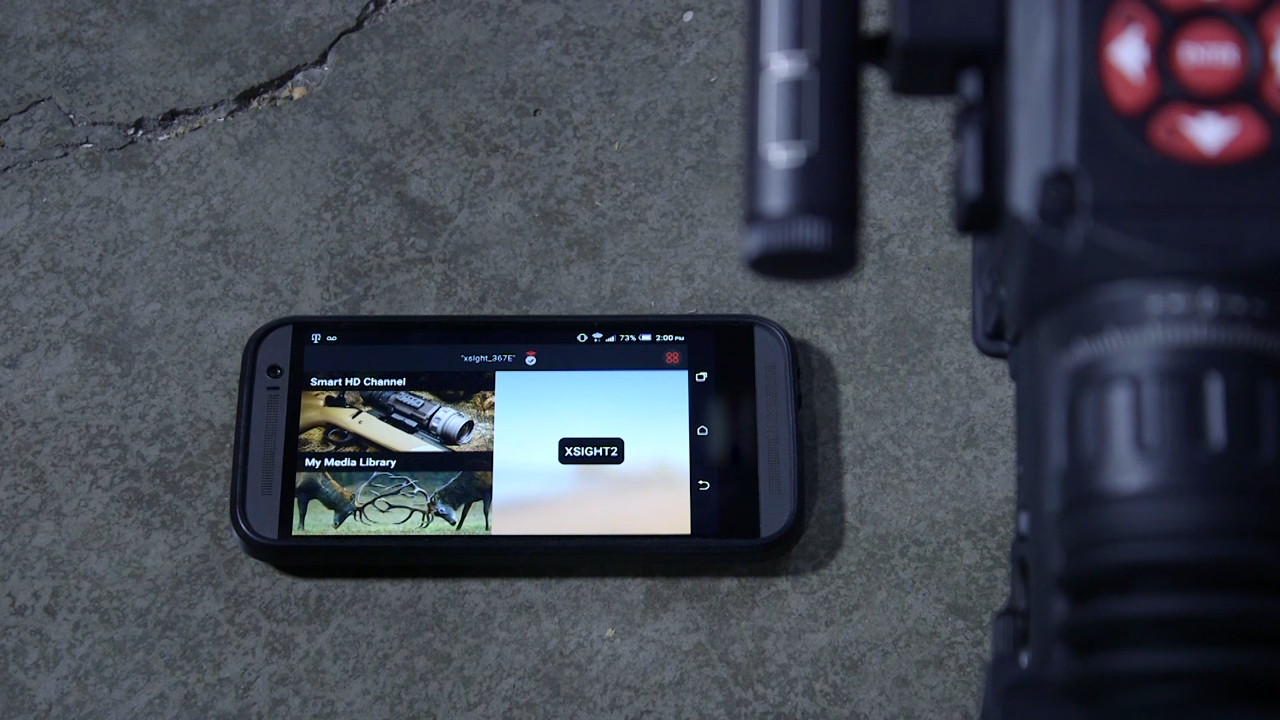 73% 2:00 PM
"xsight_367E"
Smart HD Channel
XSIGHT2
My Media Library